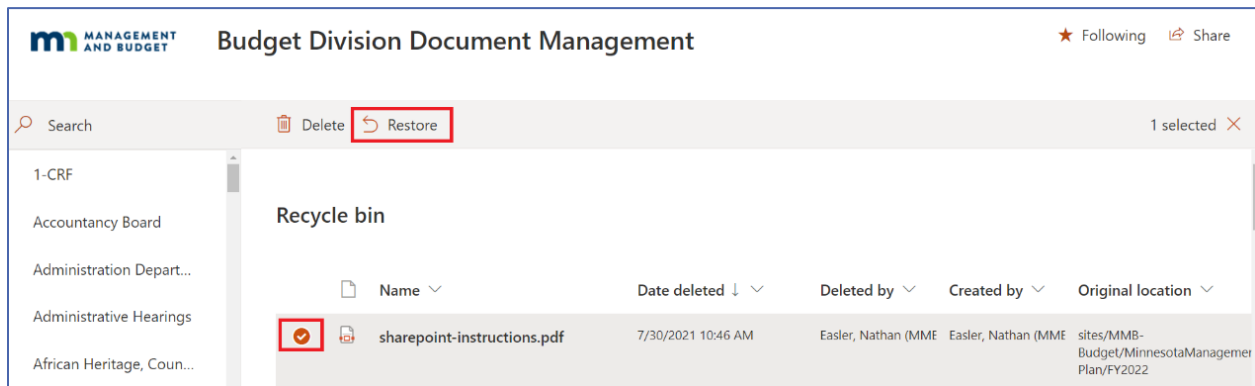 MANAGEMENT
AND BUDGET
Budget Division Document Management
Following
Share
Search
Delete
Restore
1 selected
1-CRF
Accountancy Board
Administration Depart...
Administrative Hearings
African Heritage, Coun...
Recycle bin
Name
Date deleted ↓
Deleted by
Created by
Original location
sharepoint-instructions.pdf
7/30/2021 10:46 AM
Easler, Nathan (MME
Easler, Nathan (MME
sites/MMB-
Budget/MinnesotaManagemer
Plan/FY2022